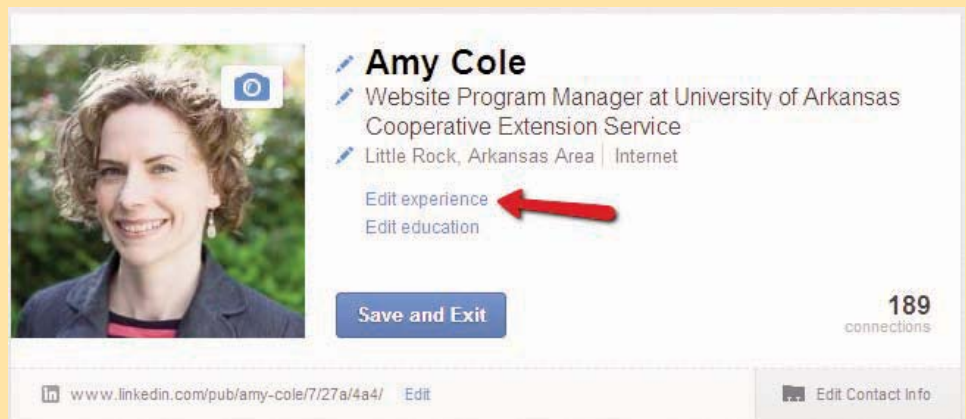 Amy Cole
Website Program Manager at University of Arkansas
Cooperative Extension Service
Little Rock, Arkansas Area | Internet
Edit experience
Edit education
Save and Exit
189
connections
in www.linkedin.com/pub/amy-cole/7/27a/4a4/ Edit
Edit Contact Info